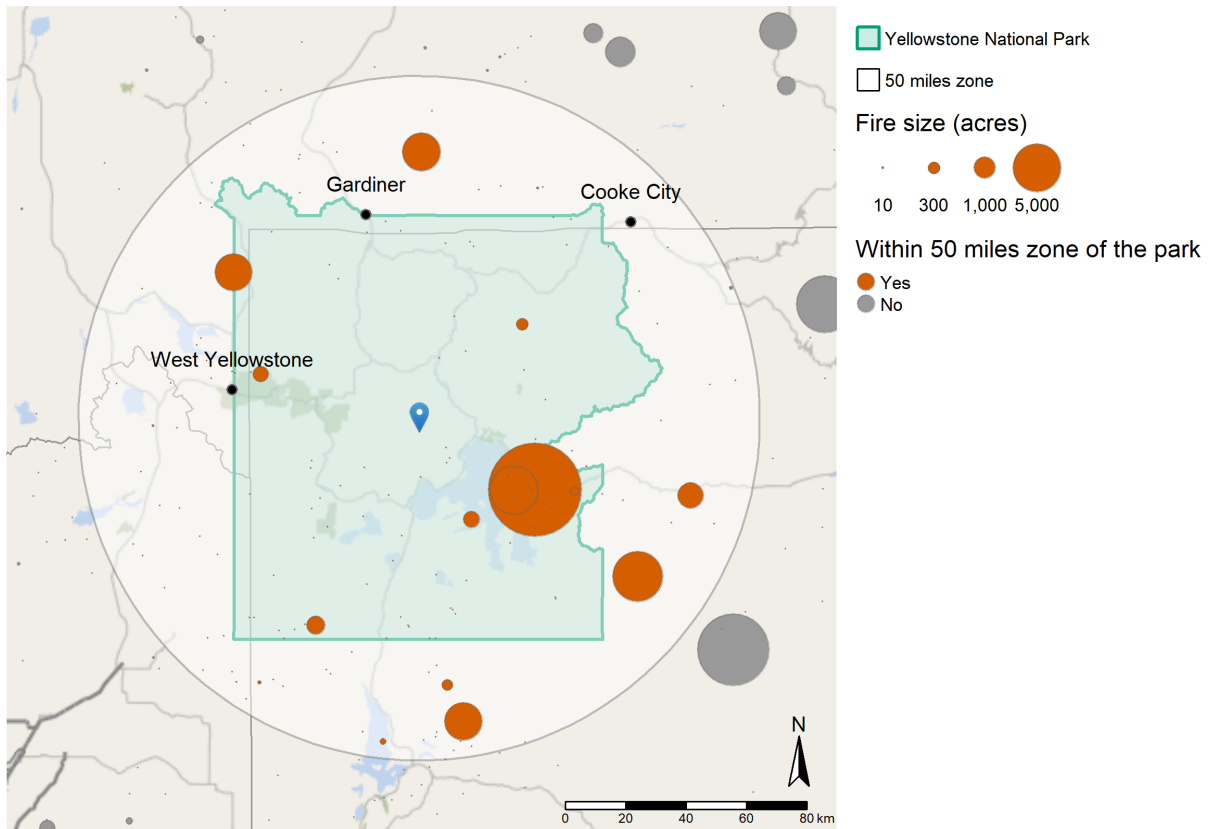 Yellowstone National Park
50 miles zone
Fire size (acres)
10 300 1,000 5,000
Within 50 miles zone of the park
Yes
No
Gardiner
Cooke City
West Yellowstone
N
0 20 40 60 80 km